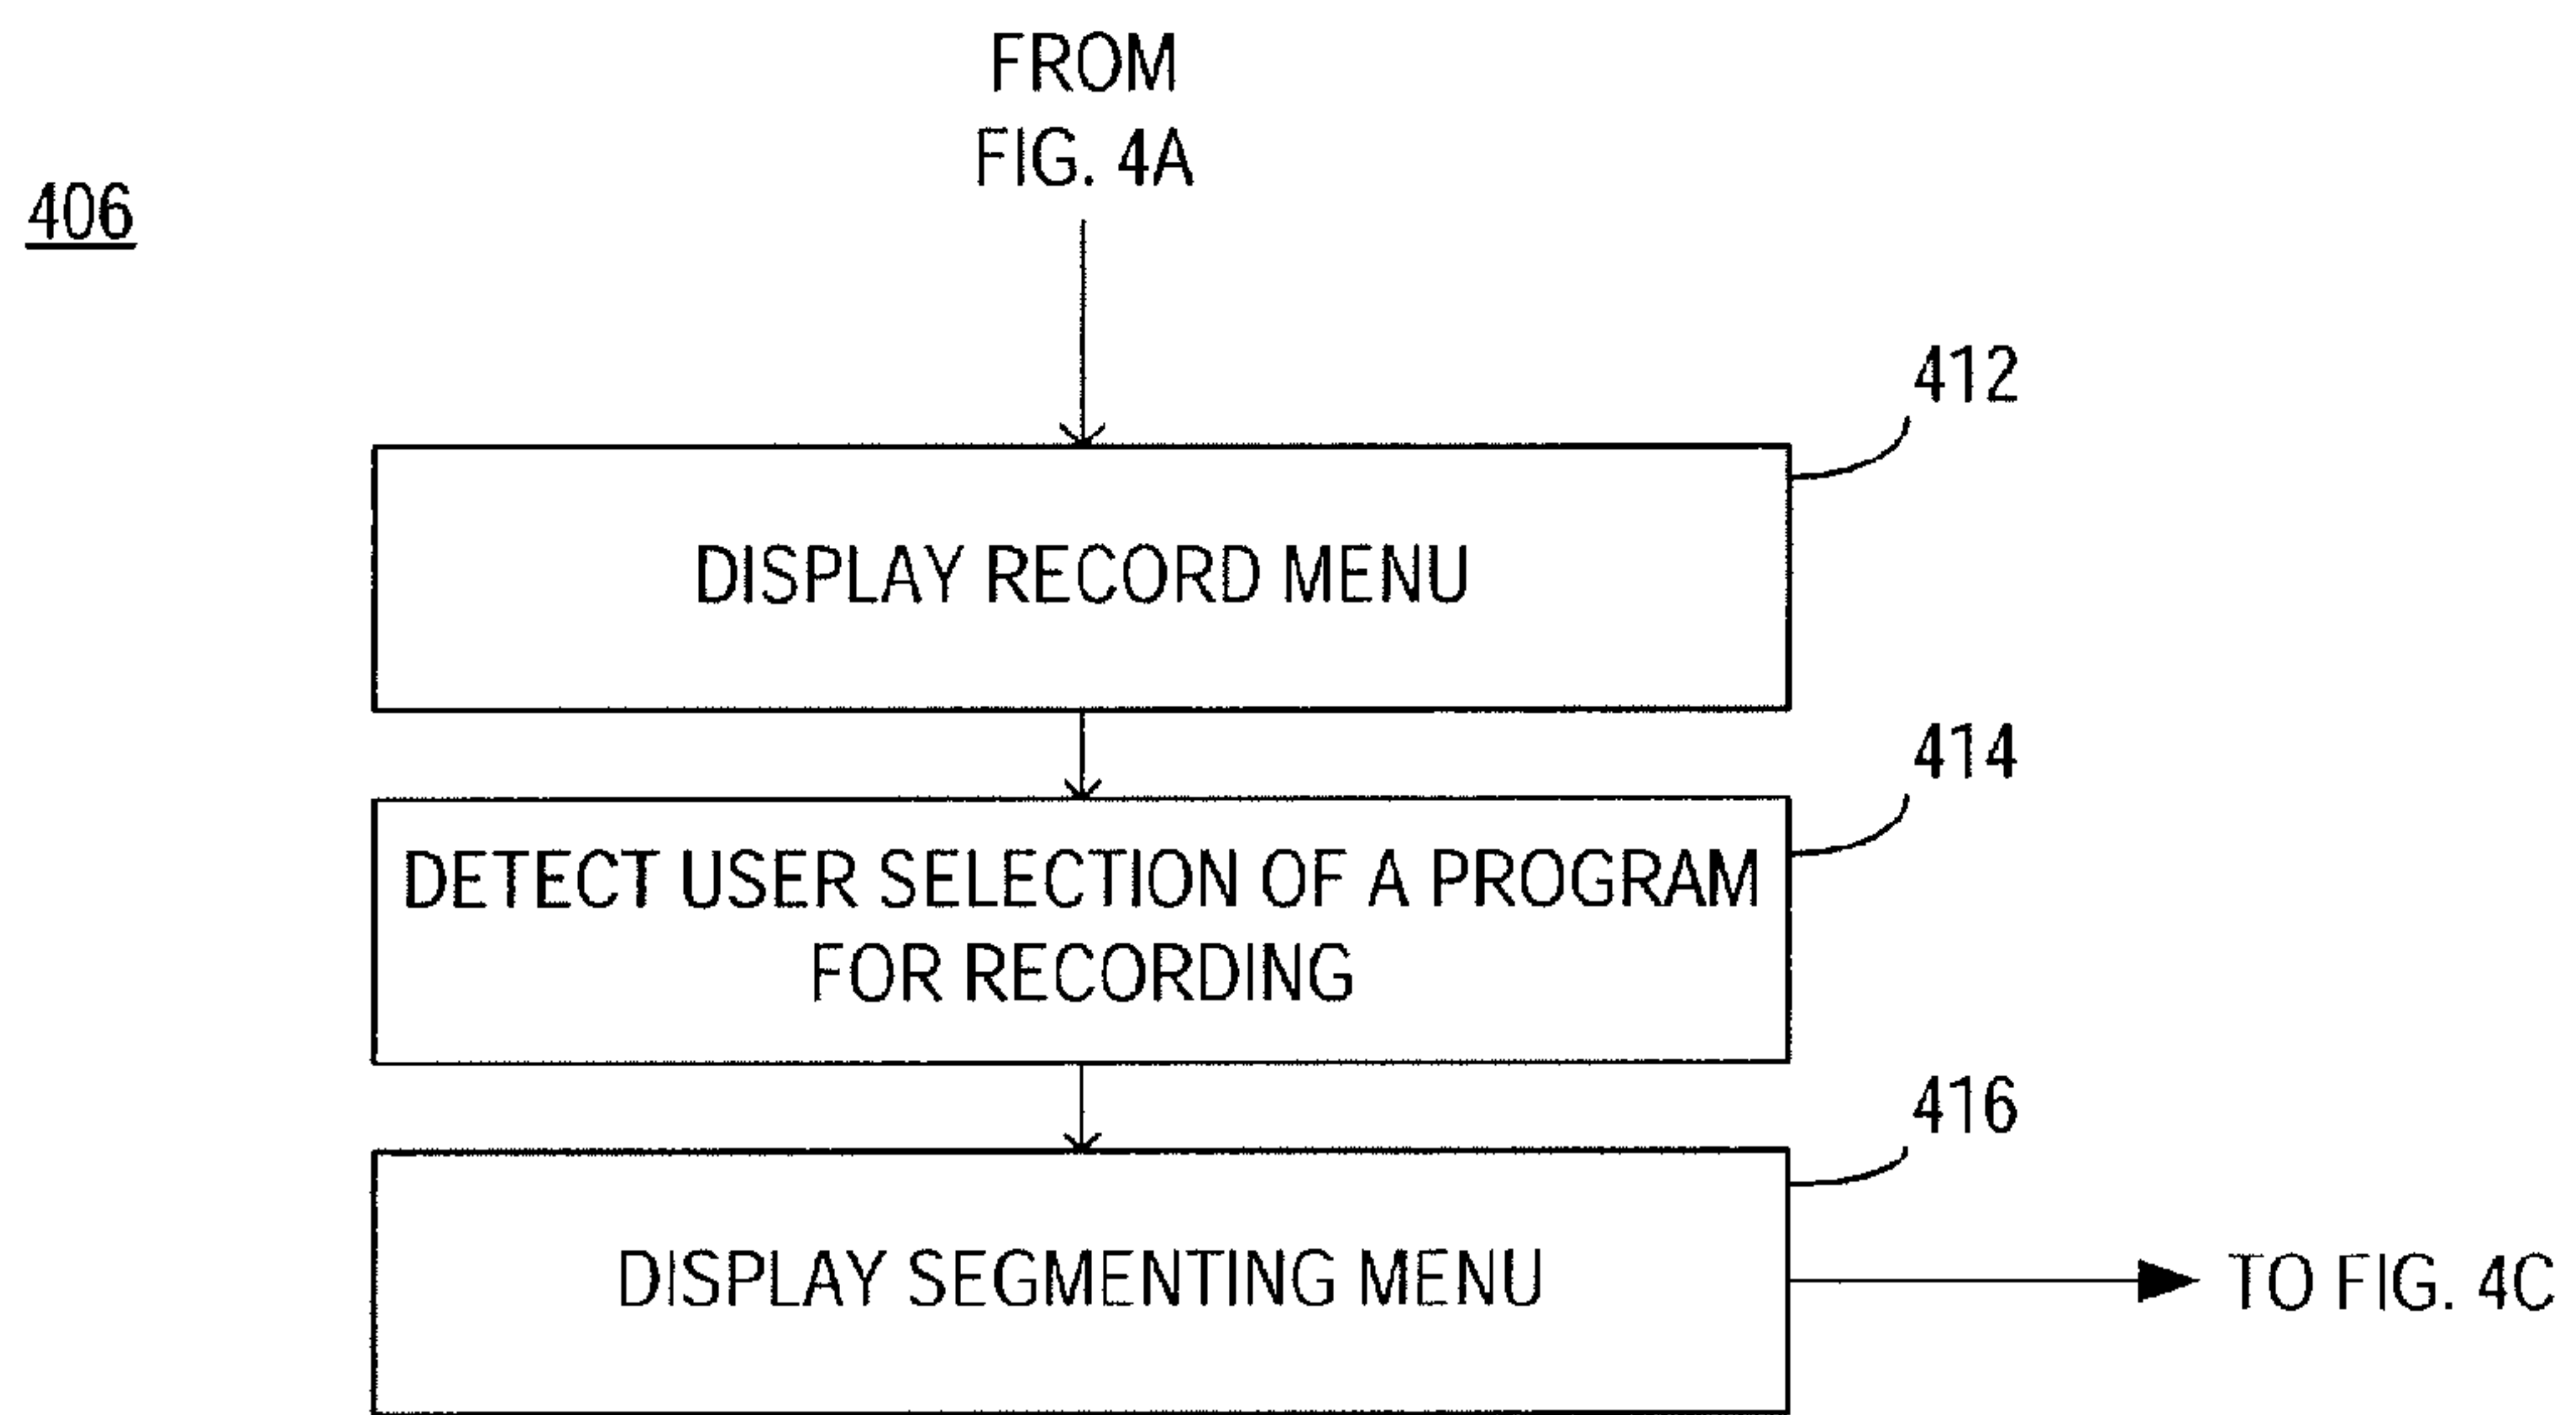 FROM
FIG. 4A
406
412
DISPLAY RECORD MENU
414
DETECT USER SELECTION OF A PROGRAM
FOR RECORDING
416
DISPLAY SEGMENTING MENU
TO FIG. 4C